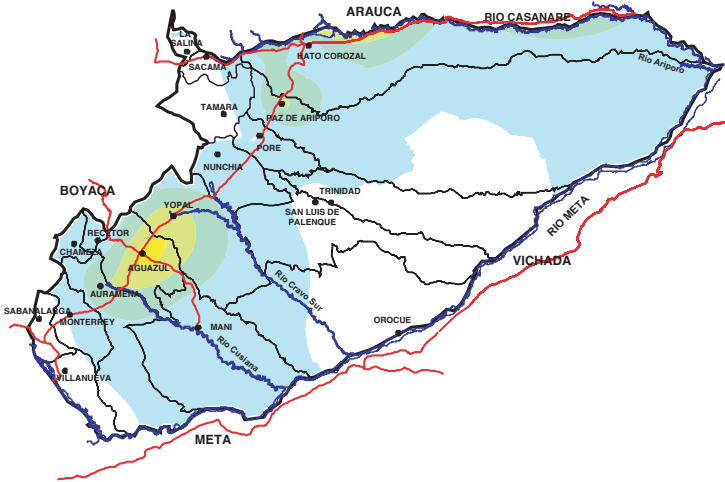 ARAUCA
RIO CASANARE
LA
SALINA
HATO COROZAL
SACAMA
Rio Ariporo
TAMARA
PAZ DE ARIPORO
PORE
NUNCHIA
BOYACA
TRINIDAD
YOPAL
SAN LUIS DE
PALENQUE
RIO META
RECETOR
CHAMEZA
VICHADA
AGUAZUL
Rio Cravo Sur
AURAMENA
SABANALARGA
MONTERREY
MANI
OROCUE
Rio Cusiana
VILLANUEVA
META